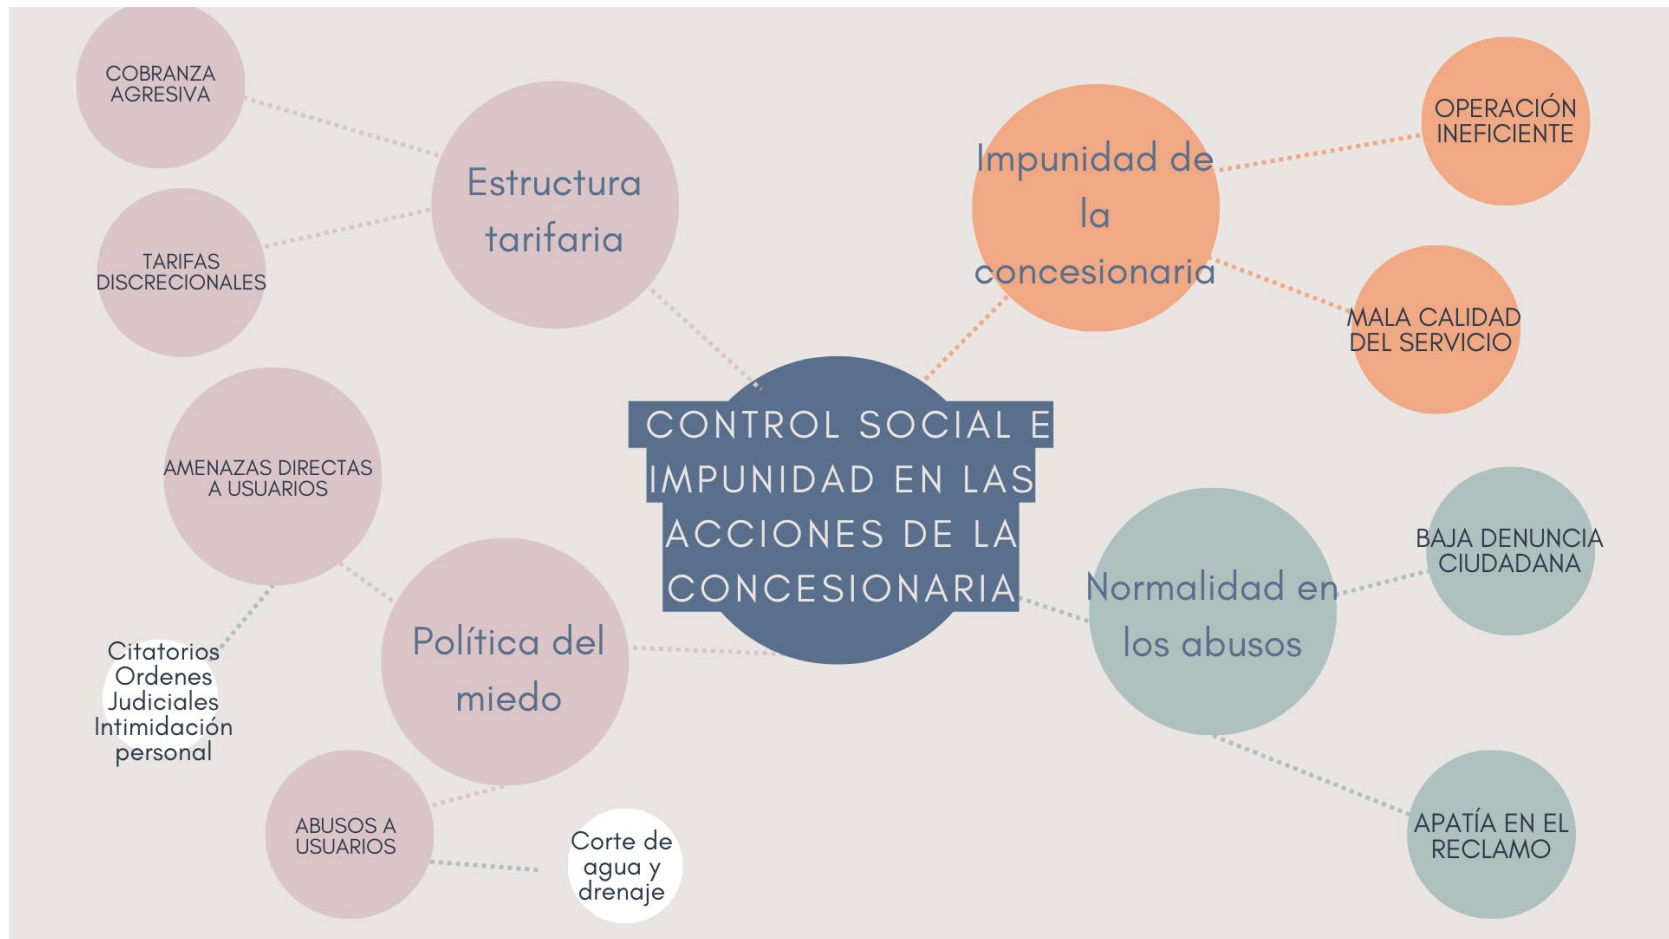 COBRANZA
AGRESIVA
TARIFAS
DISCRECIONALES
Estructura
tarifaria
Impunidad de
la
concesionaria
OPERACIÓN
INEFICIENTE
MALA CALIDAD
DEL SERVICIO
CONTROL SOCIAL E
IMPUNIDAD EN LAS
ACCIONES DE LA
CONCESIONARIA
AMENAZAS DIRECTAS
A USUARIOS
Citatorios
Ordenes
Judiciales
Intimidación
personal
Política del
miedo
ABUSOS A
USUARIOS
Corte de
agua y
drenaje
Normalidad en
los abusos
BAJA DENUNCIA
CIUDADANA
APATÍA EN EL
RECLAMO